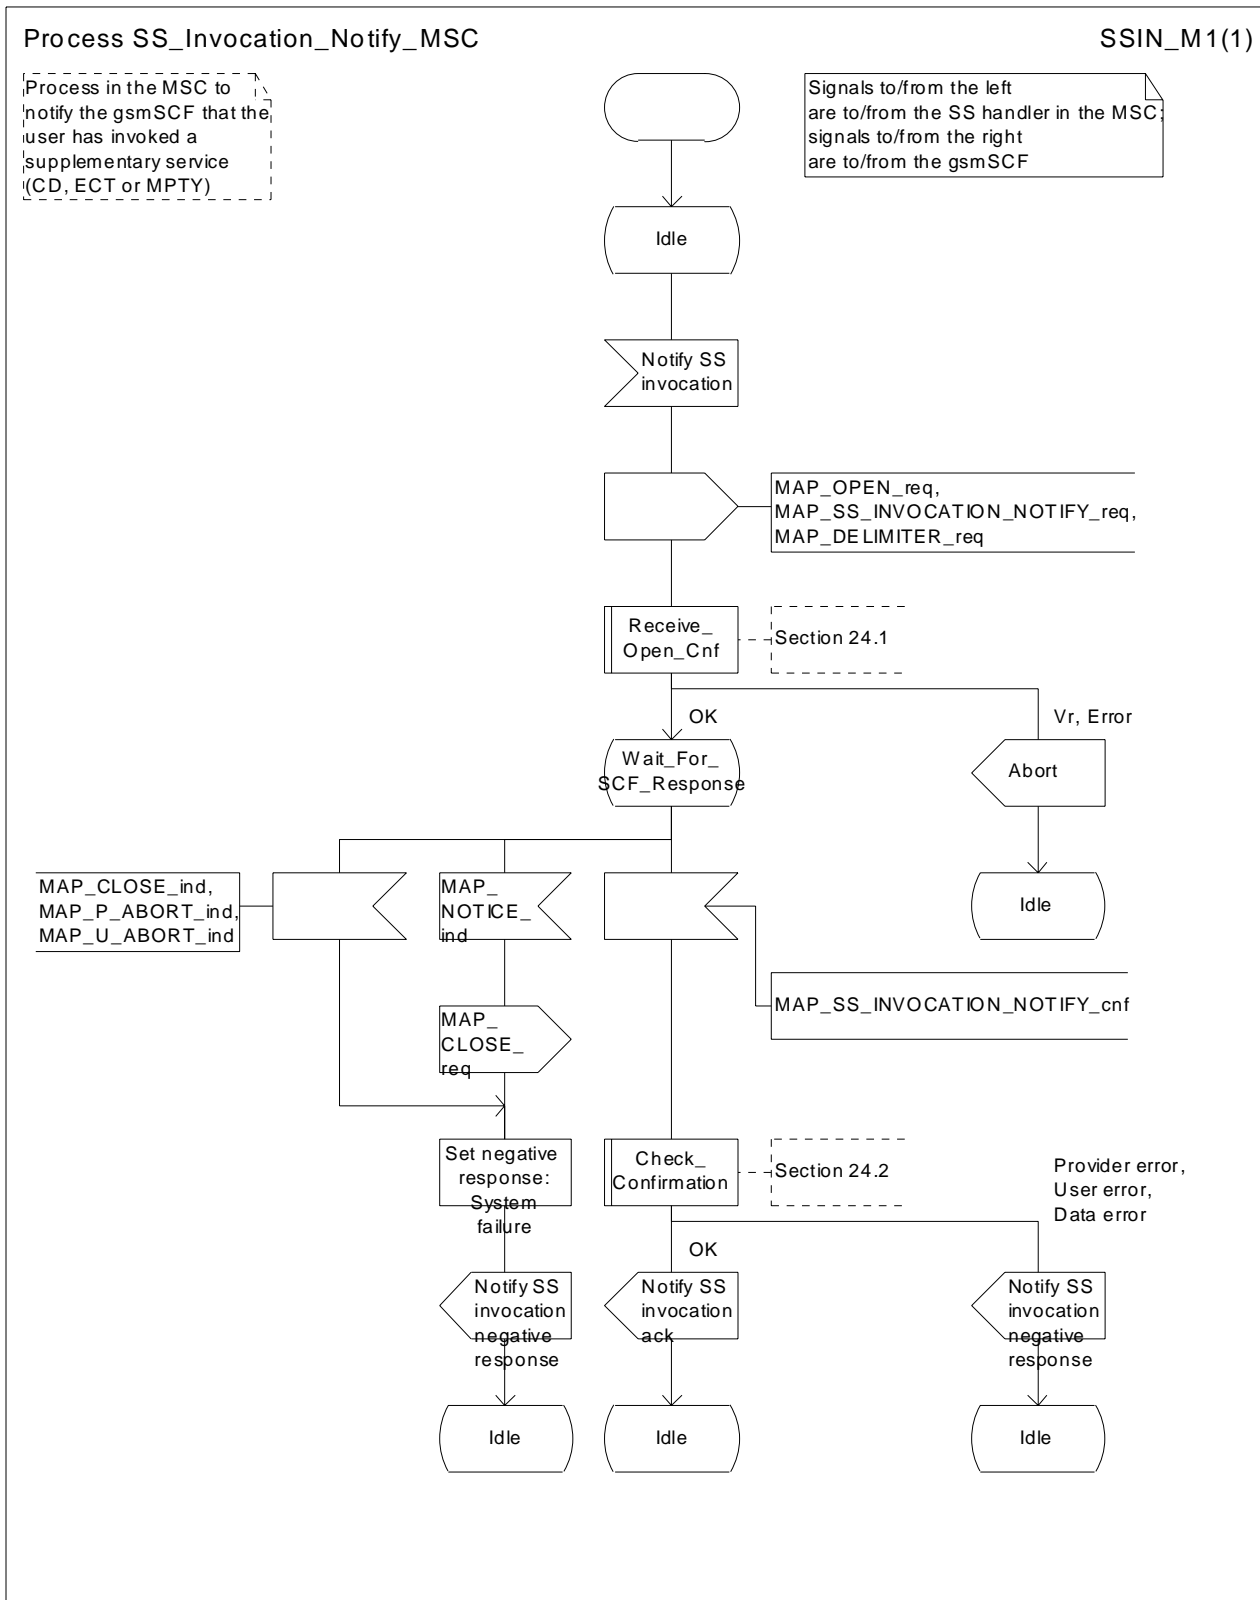 Process SS_Invocation_Notify_MSC
SSIN_M1(1)
Process in the MSC to
notify the gsmSCF that the
user has invoked a
supplementary service
(CD, ECT or MPTY)
Signals to/from the left
are to/from the SS handler in the MSC;
signals to/from the right
are to/from the gsmSCF
Idle
Notify SS
invocation
MAP_OPEN_req,
MAP_SS_INVOCATION_NOTIFY_req,
MAP_DELIMITER_req
Receive_
Open_Cnf
Section 24.1
OK
Vr, Error
Wait_For_
SCF_Response
Abort
MAP_CLOSE_ind,
MAP_P_ABORT_ind,
MAP_U_ABORT_ind
MAP_
NOTICE_
ind
Idle
MAP_SS_INVOCATION_NOTIFY_cnf
MAP_
CLOSE_
req
Set negative
response:
System
failure
Check_
Confirmation
Section 24.2
Provider error,
User error,
Data error
OK
Notify SS
invocation
negative
response
Notify SS
invocation
ack
Notify SS
invocation
negative
response
Idle
Idle
Idle